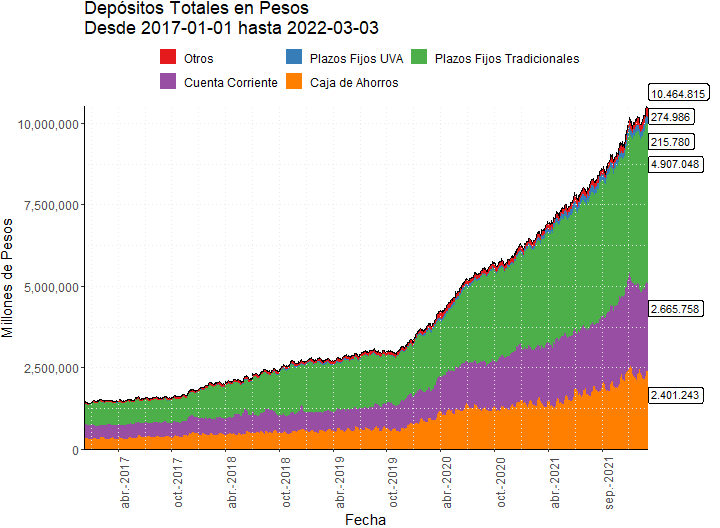 Depósitos Totales en Pesos
Desde 2017-01-01 hasta 2022-03-03
Otros Plazos Fijos UVA Plazos Fijos Tradicionales
Cuenta Corriente Caja de Ahorros
10.464.815
274.986
215.780
4.907.048
2.665.758
2.401.243
10,000,000
7,500,000
5,000,000
2,500,000
0
Millones de Pesos
abr.-2017
oct.-2017
abr.-2018
oct.-2018
abr.-2019
oct.-2019
abr.-2020
oct.-2020
abr.-2021
sep.-2021
Fecha